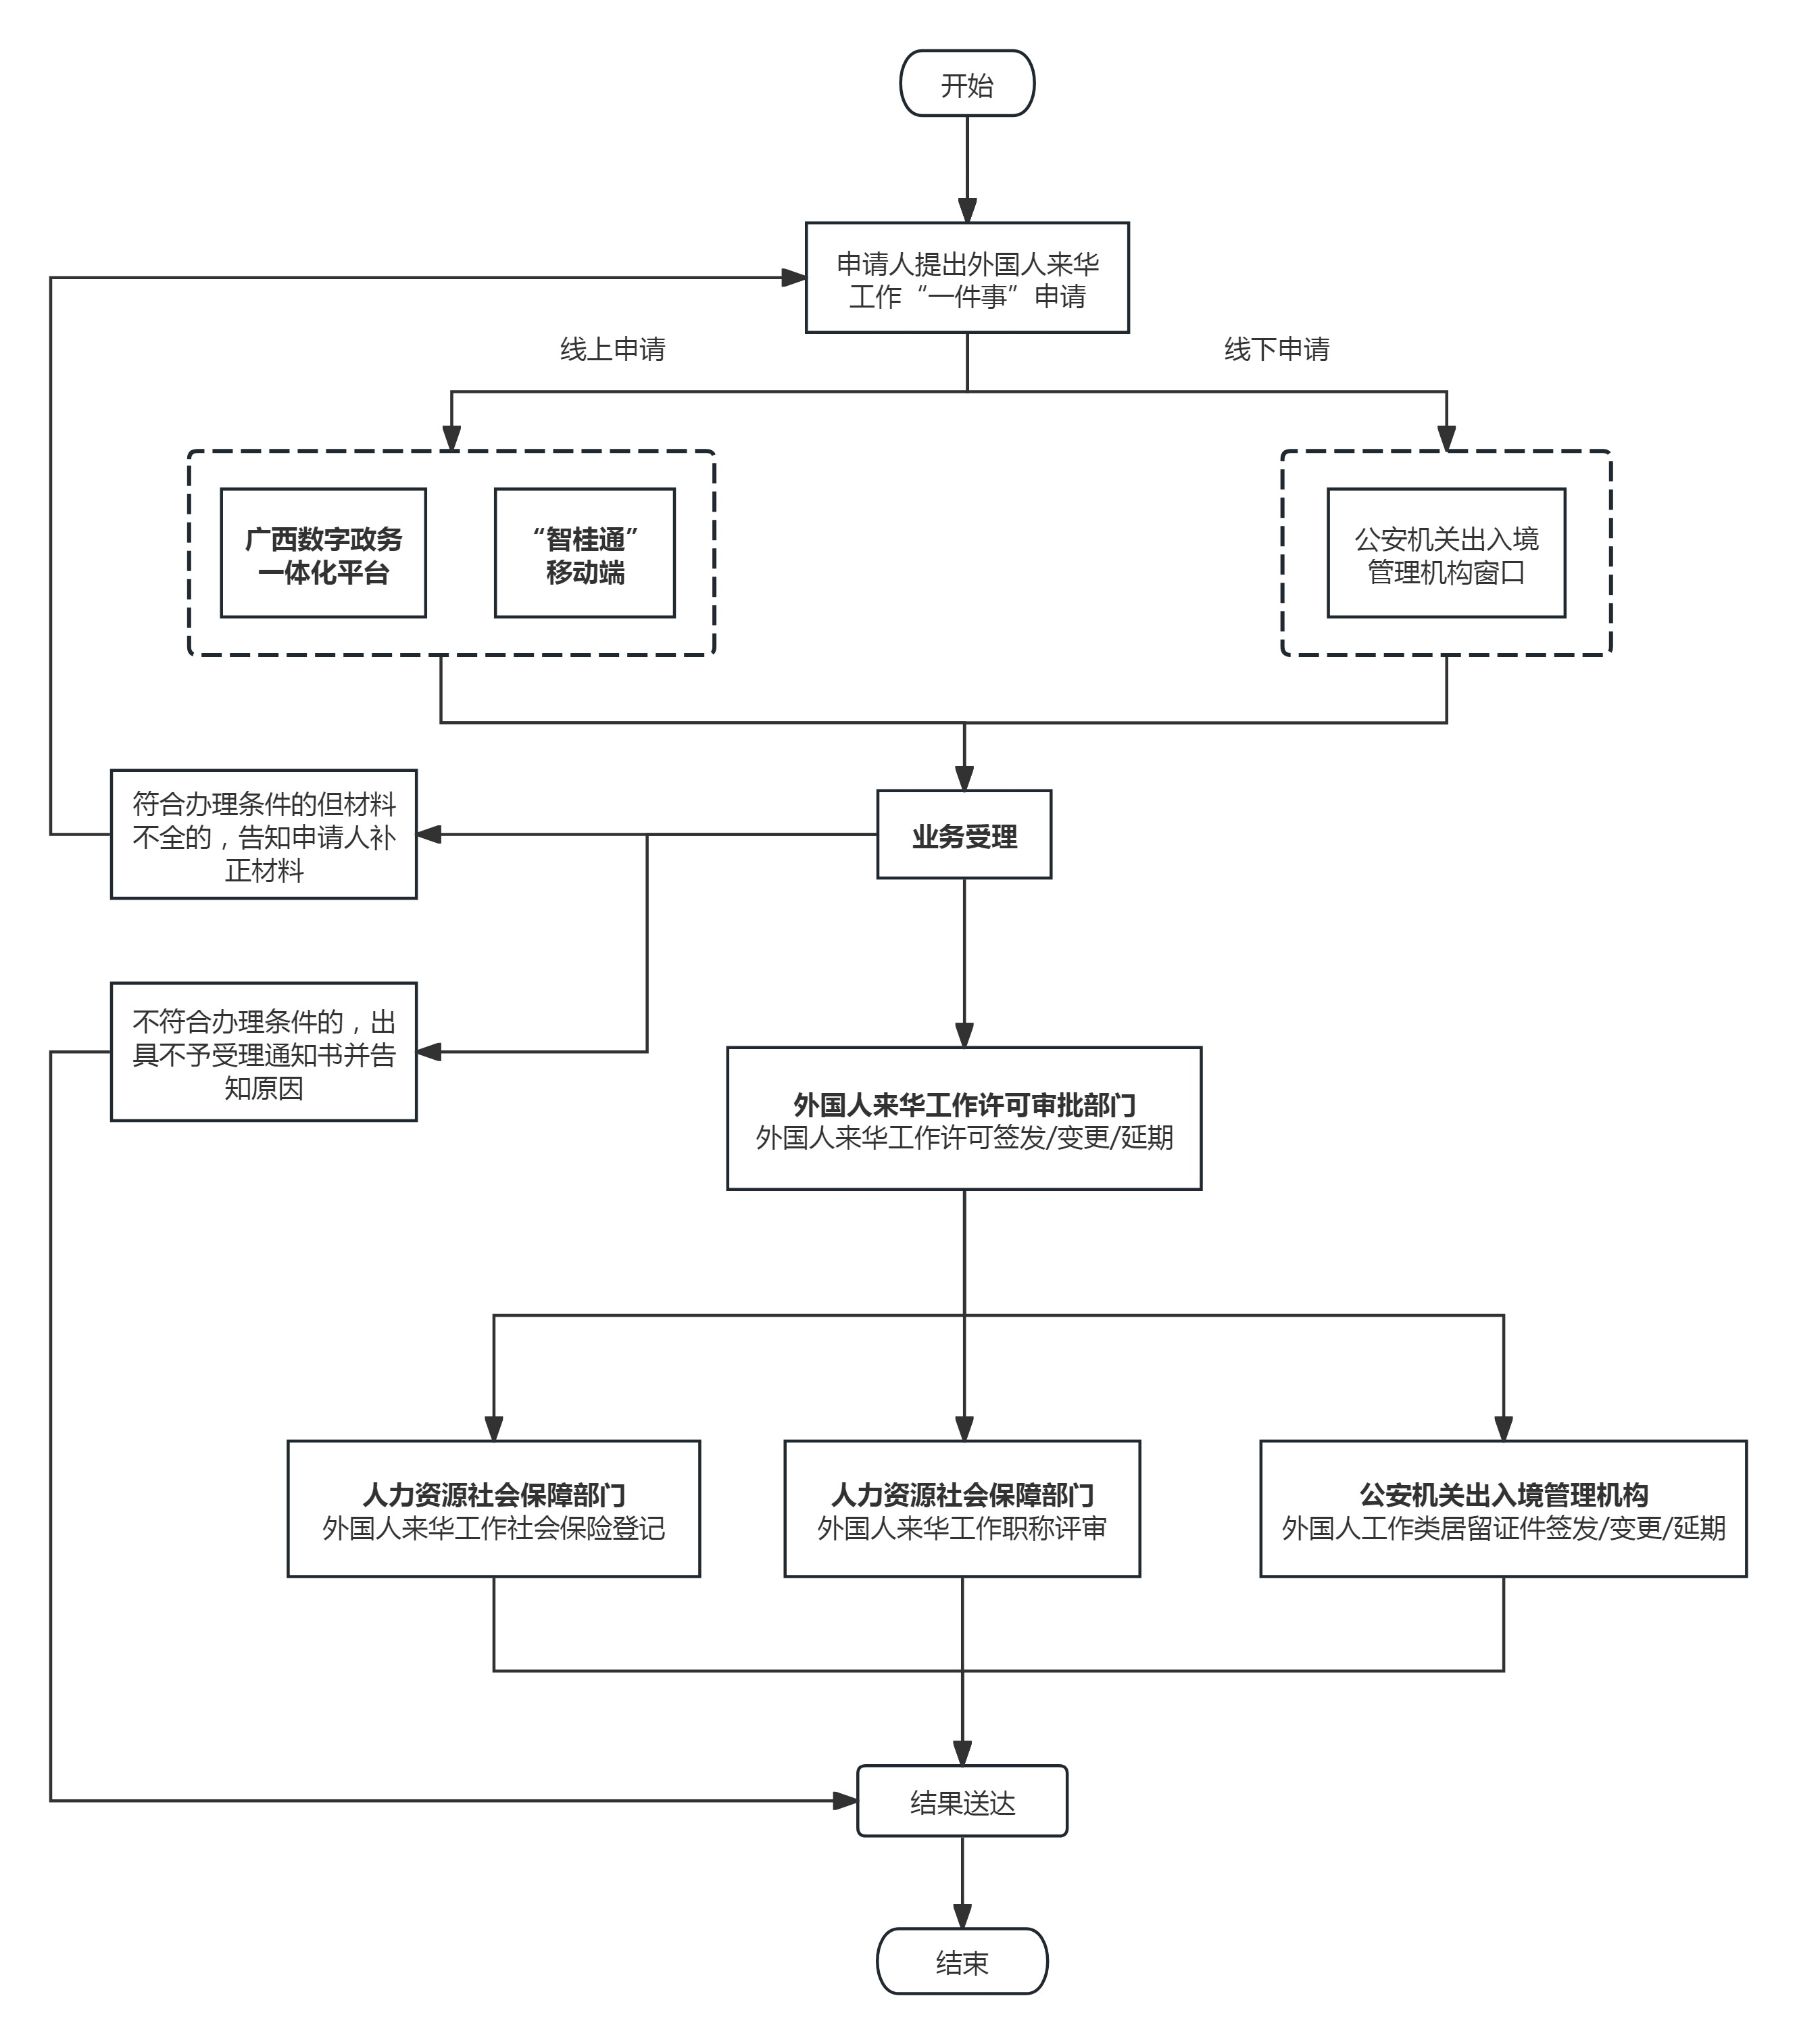 开始
申请人提出外国人来华
工作“一件事”申请
线上申请
线下申请
广西数字政务
一体化平台
“智桂通”
移动端
公安机关出入境
管理机构窗口
符合办理条件的但材料
不全的，告知申请人补
正材料
业务受理
不符合办理条件的，出
具不予受理通知书并告
知原因
外国人来华工作许可审批部门
外国人来华工作许可签发/变更/延期
人力资源社会保障部门
外国人来华工作社会保险登记
人力资源社会保障部门
外国人来华工作职称评审
公安机关出入境管理机构
外国人工作类居留证件签发/变更/延期
结果送达
结束